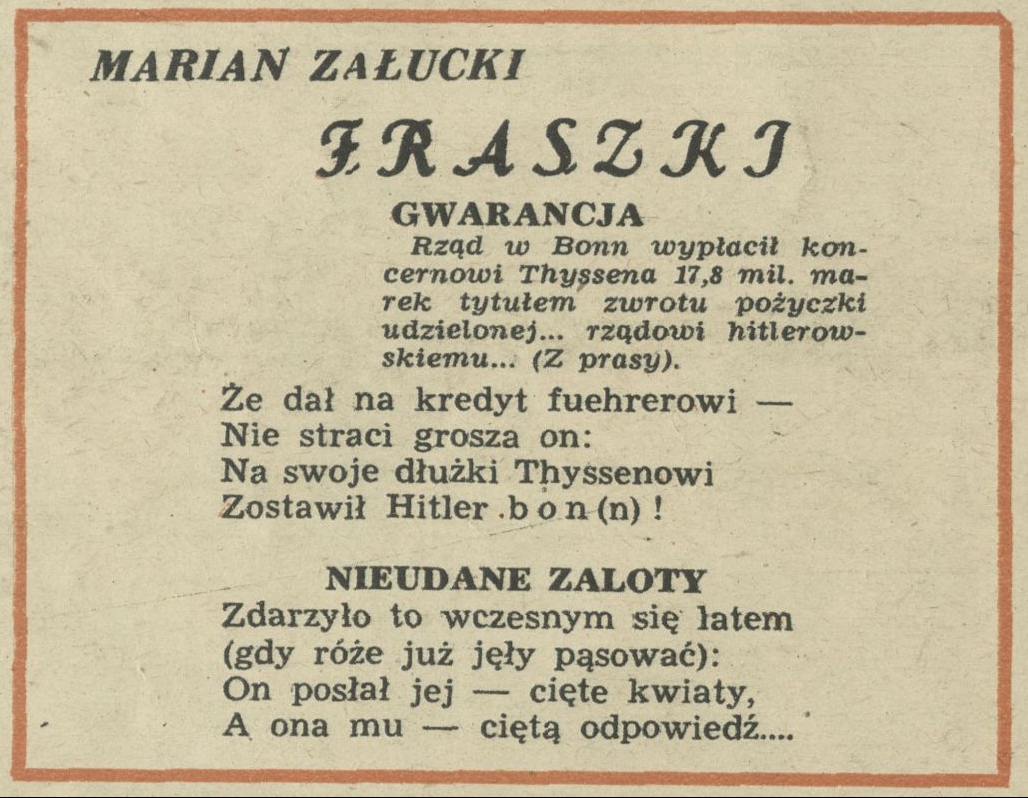 MARIAN ZAŁUCKI
FRASZKI
GWARANCJA
Rząd w Bonn wypłacił kon-
cernowi Thyssena 17,8 mil. ma-
rek tytułem zwrotu pożyczki
udzielonej... rządowi hitlerow-
skiemu... (Z prasy).
Że dał na kredyt fuehrerowi —
Nie straci grosza on:
Na swoje dłużki Thyssenowi
Zostawił Hitler b o n (n) !
NIEUDANE ZALOTY
Zdarzyło to wczesnym się latem
(gdy róże już jęły pąsować):
On posłał jej — cięte kwiaty,
A ona mu — ciętą odpowiedź....